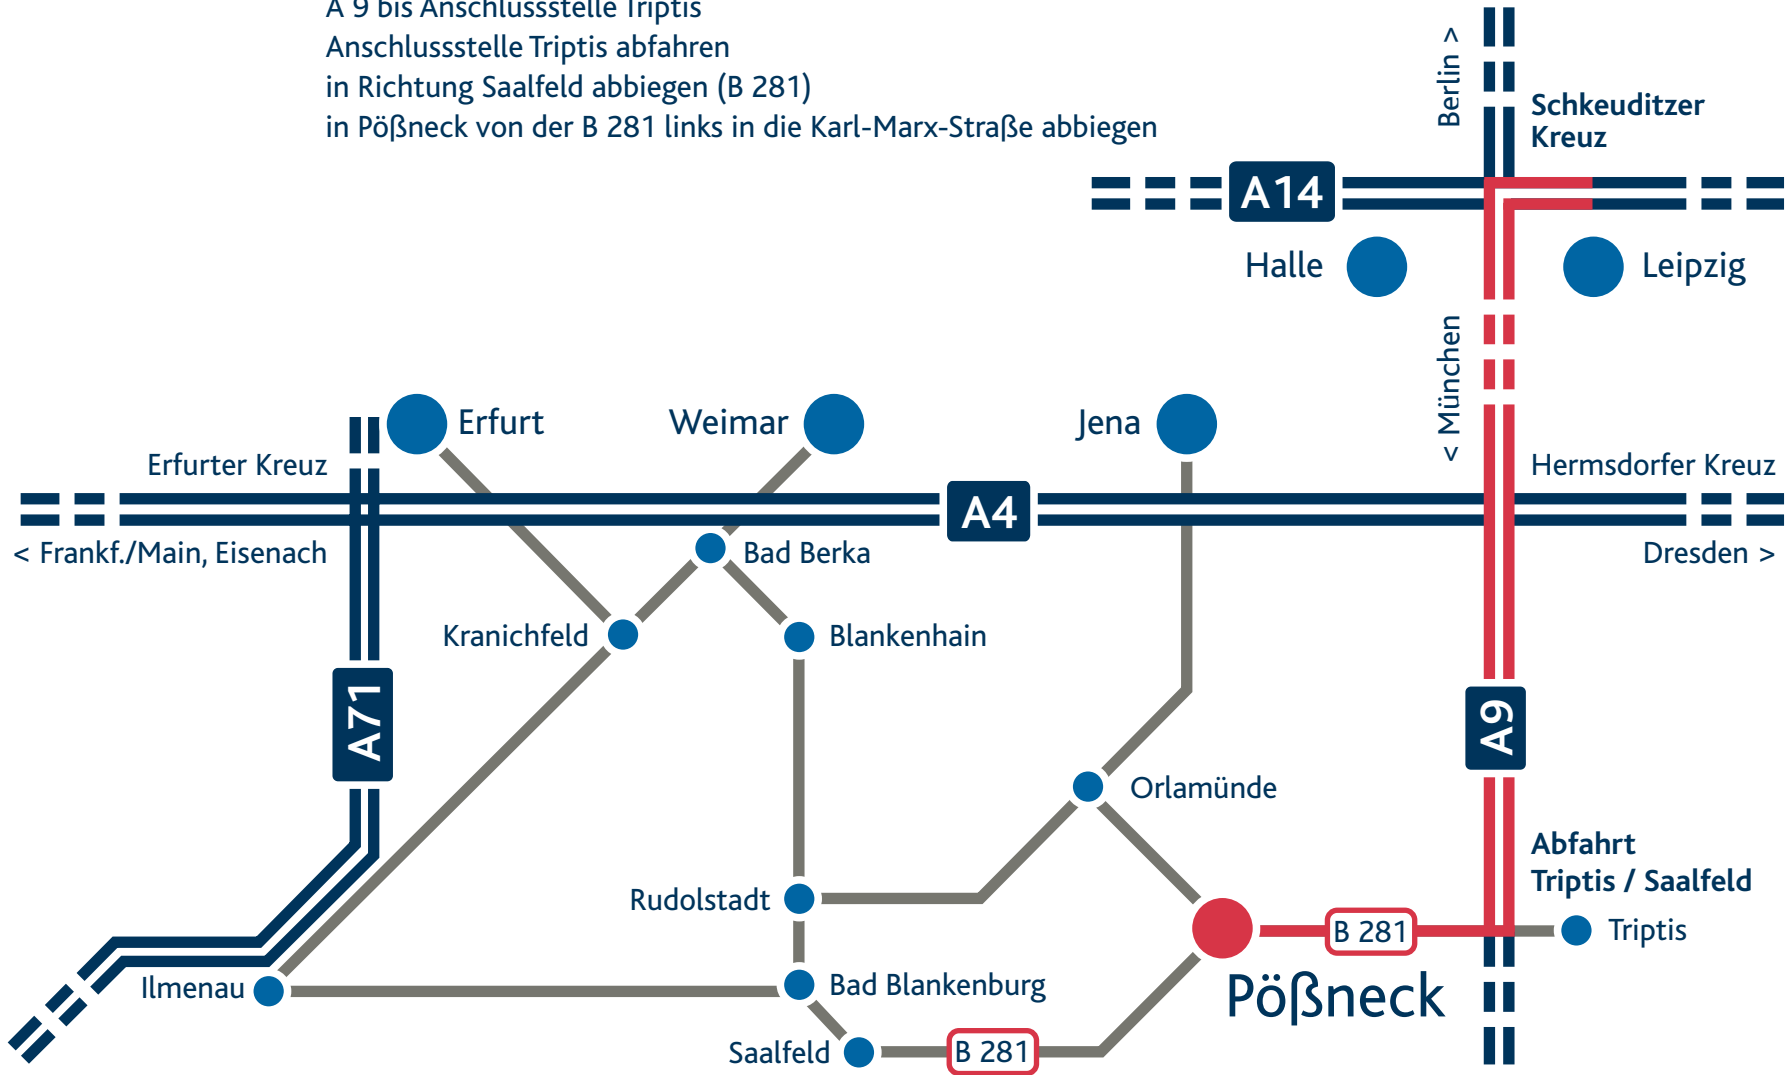 A 9 bis Anschlussstelle Triptis
Anschlussstelle Triptis abfahren
in Richtung Saalfeld abbiegen (B 281)
in Pößneck von der B 281 links in die Karl-Marx-Straße abbiegen
Berlin >
Schkeuditzer
Kreuz
A14
Halle
Leipzig
< München
Erfurt
Weimar
Jena
Erfurter Kreuz
Hermsdorfer Kreuz
A4
< Frankf./Main, Eisenach
Bad Berka
Dresden >
Kranichfeld
Blankenhain
A71
A9
Orlamünde
Abfahrt
Triptis / Saalfeld
Rudolstadt
B 281
Triptis
Ilmenau
Bad Blankenburg
Pößneck
Saalfeld
B 281